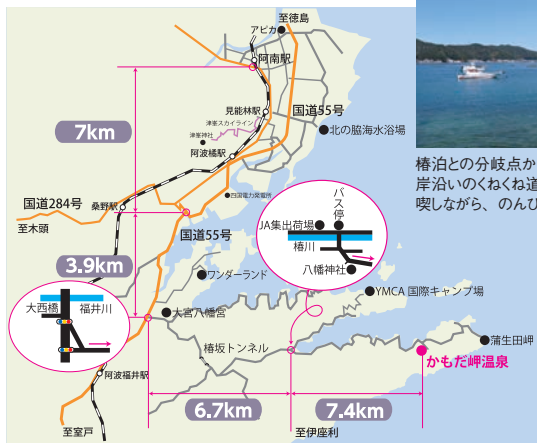 至徳島
アピカ
阿南駅
見能林駅
津峯スカイライン
国道55号
津峯神社
北の脇海水浴場
7km
阿波橘駅
椿泊との分岐点か
岸沿いのくねくね道
喫しながら、のんび
桑野駅
四国電力発電所
国道284号
至木頭
国道55号
JA集出荷場
バス停
椿川
八幡神社
3.9km
ワンダーランド
YMCA 国際キャンプ場
大西橋
福井川
大宮八幡宮
蒲生田岬
椿坂トンネル
かもだ岬温泉
阿波福井駅
6.7km
7.4km
至室戸
至伊座利